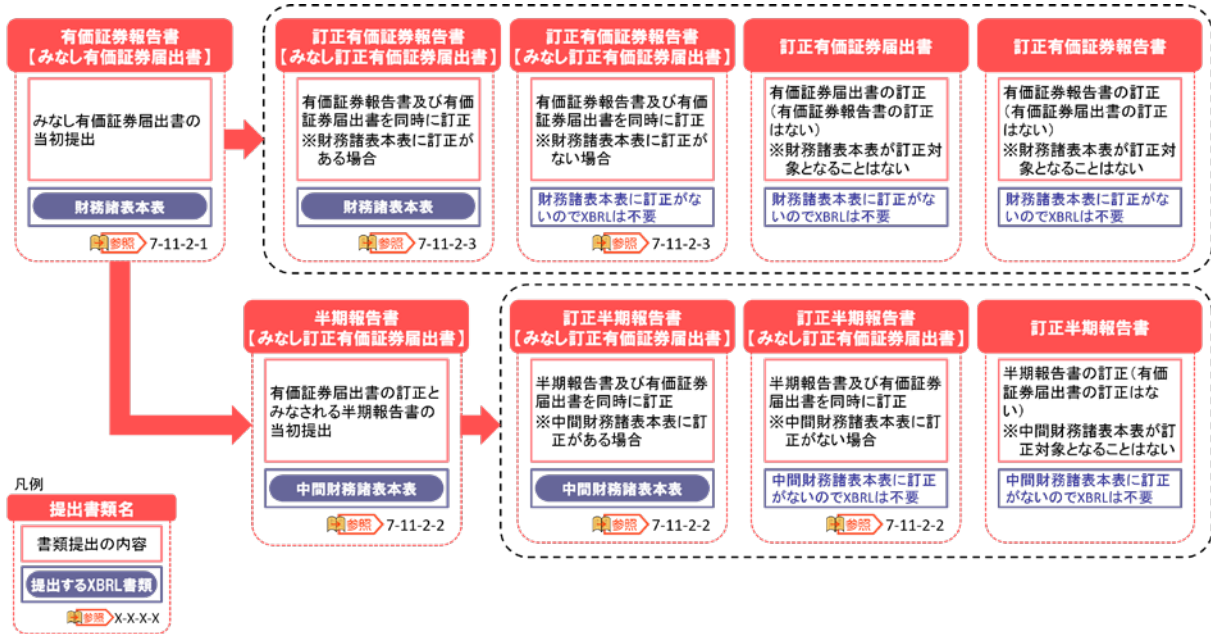 有価証券報告書
【みなし有価証券届出書】
みなし有価証券届出書の
当初提出
財務諸表本表
参照 7-11-2-1
訂正有価証券報告書
【みなし訂正有価証券届出書】
有価証券報告書及び有価
証券届出書を同時に訂正
※財務諸表本表に訂正が
ある場合
財務諸表本表
参照 7-11-2-3
訂正有価証券報告書
【みなし訂正有価証券届出書】
有価証券報告書及び有価
証券届出書を同時に訂正
※財務諸表本表に訂正が
ない場合
財務諸表本表に訂正がな
いのでXBRLは不要
参照 7-11-2-3
訂正有価証券届出書
有価証券届出書の訂正
(有価証券報告書の訂正
はない)
※財務諸表本表が訂正対
象となることはない
財務諸表本表に訂正がな
いのでXBRLは不要
訂正有価証券報告書
有価証券報告書の訂正
(有価証券届出書の訂正
はない)
※財務諸表本表が訂正対
象となることはない
財務諸表本表に訂正がな
いのでXBRLは不要
半期報告書
【みなし訂正有価証券届出書】
有価証券届出書の訂正と
みなされる半期報告書の
当初提出
中間財務諸表本表
参照 7-11-2-2
訂正半期報告書
【みなし訂正有価証券届出書】
半期報告書及び有価証券
届出書を同時に訂正
※中間財務諸表本表に訂
正がある場合
中間財務諸表本表
参照 7-11-2-2
訂正半期報告書
【みなし訂正有価証券届出書】
半期報告書及び有価証券
届出書を同時に訂正
※中間財務諸表本表に訂
正がない場合
中間財務諸表本表に訂正
がないのでXBRLは不要
参照 7-11-2-2
訂正半期報告書
半期報告書の訂正(有価
証券届出書の訂正はな
い)
※中間財務諸表本表が訂
正対象となることはない
中間財務諸表本表に訂正
がないのでXBRLは不要
凡例
提出書類名
書類提出の内容
提出するXBRL書類
参照 X-X-X-X